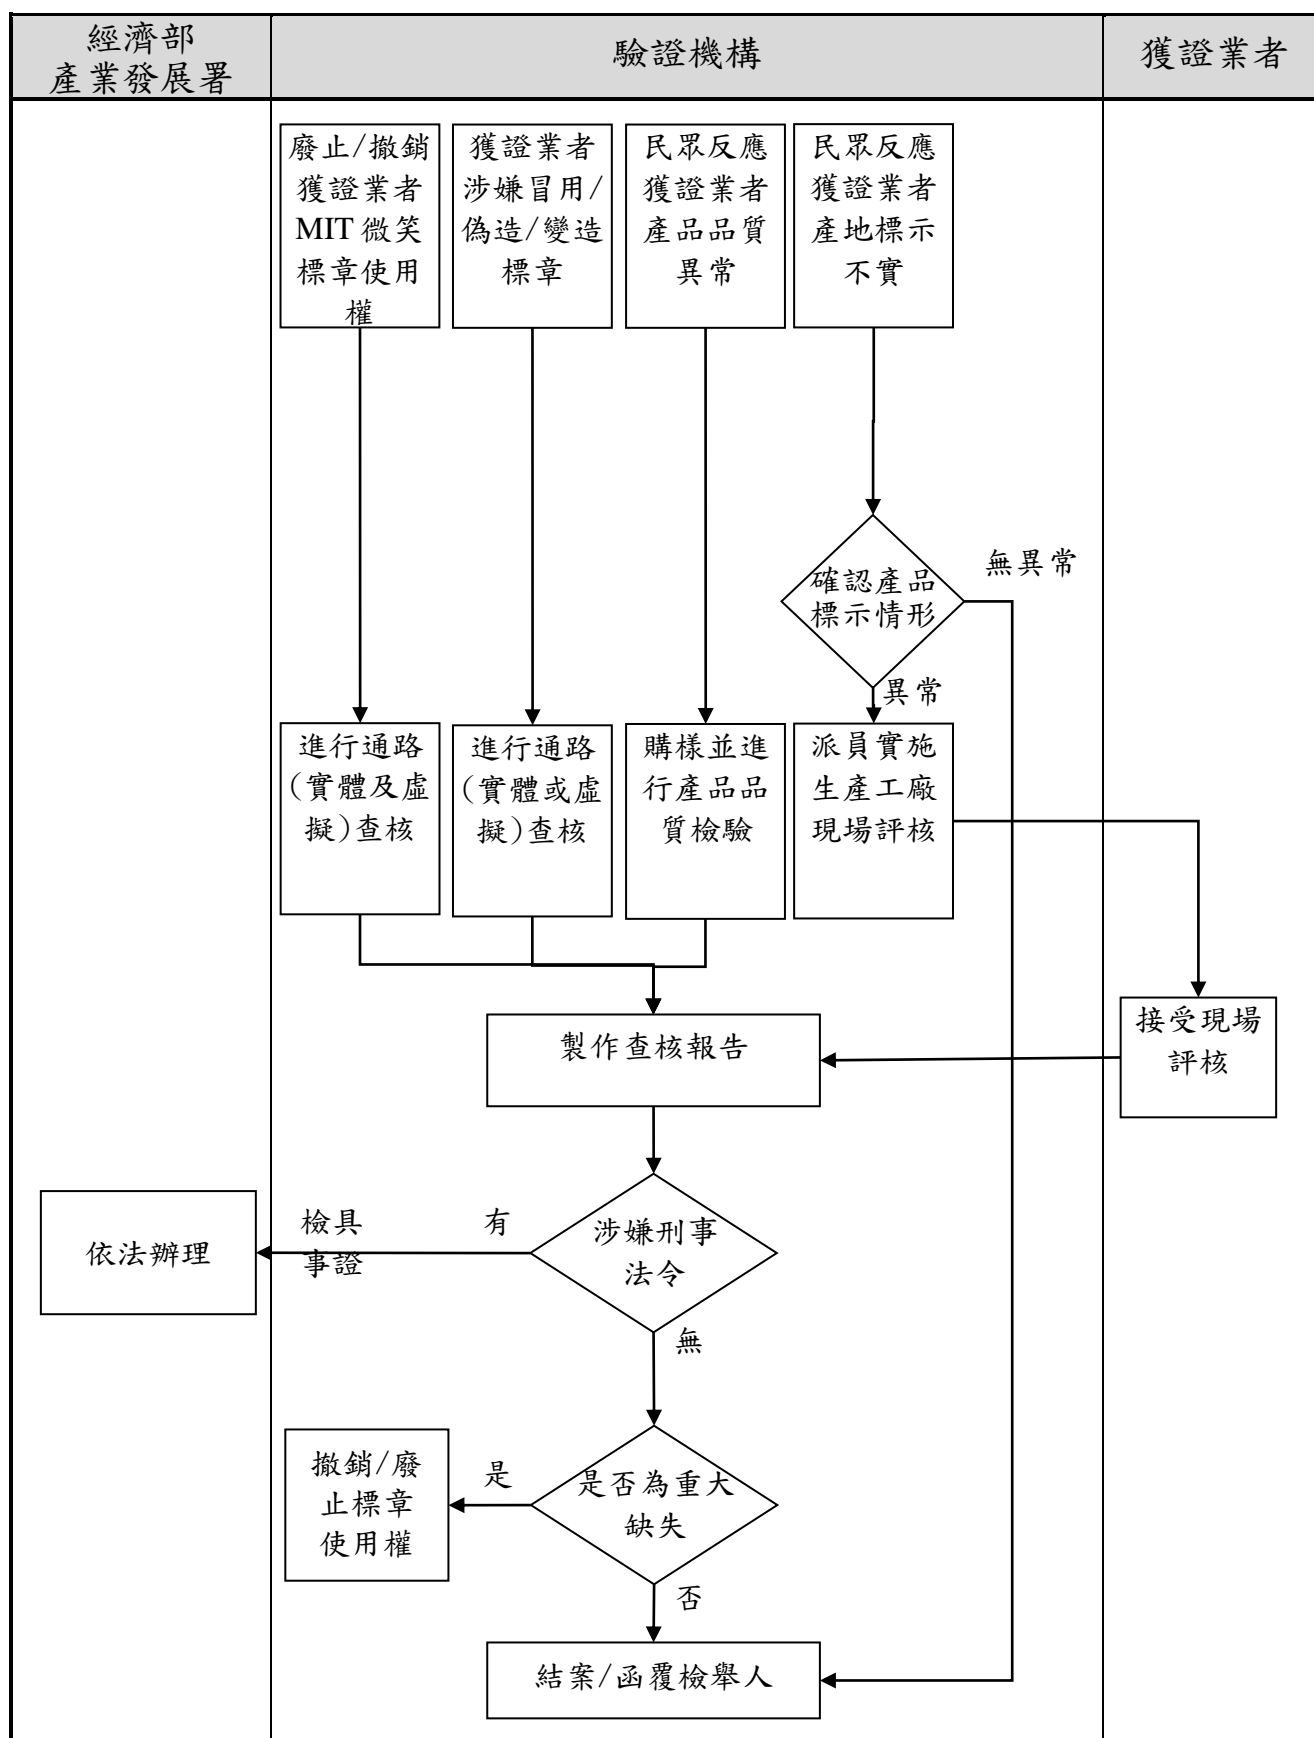 經濟部
產業發展署
驗證機構
獲證業者
廢止/撤銷
獲證業者
MIT 微笑
標章使用
權
獲證業者
涉嫌冒用/
偽造/變造
標章
民眾反應
獲證業者
產品品質
異常
民眾反應
獲證業者
產地標示
不實
確認產品
標示情形
無異常
異常
進行通路
(實體及虛
擬)查核
進行通路
(實體或虛
擬)查核
購樣並進
行產品品
質檢驗
派員實施
生產工廠
現場評核
製作查核報告
接受現場
評核
涉嫌刑事
法令
有
檢具
事證
依法辦理
無
是否為重大
缺失
是
撤銷/廢
止標章
使用權
否
結案/函覆檢舉人